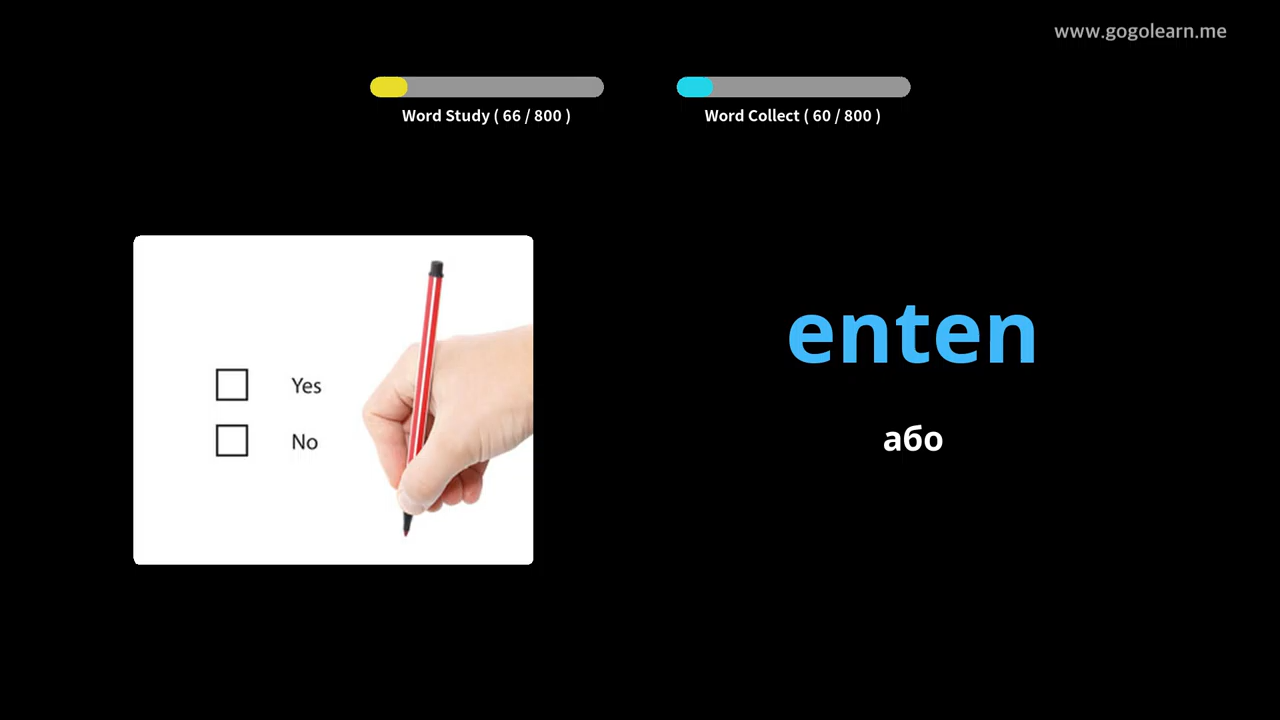 www.gogolearn.me
Word Study ( 66 / 800 )
Word Collect ( 60 / 800 )
Yes
No
enten
або